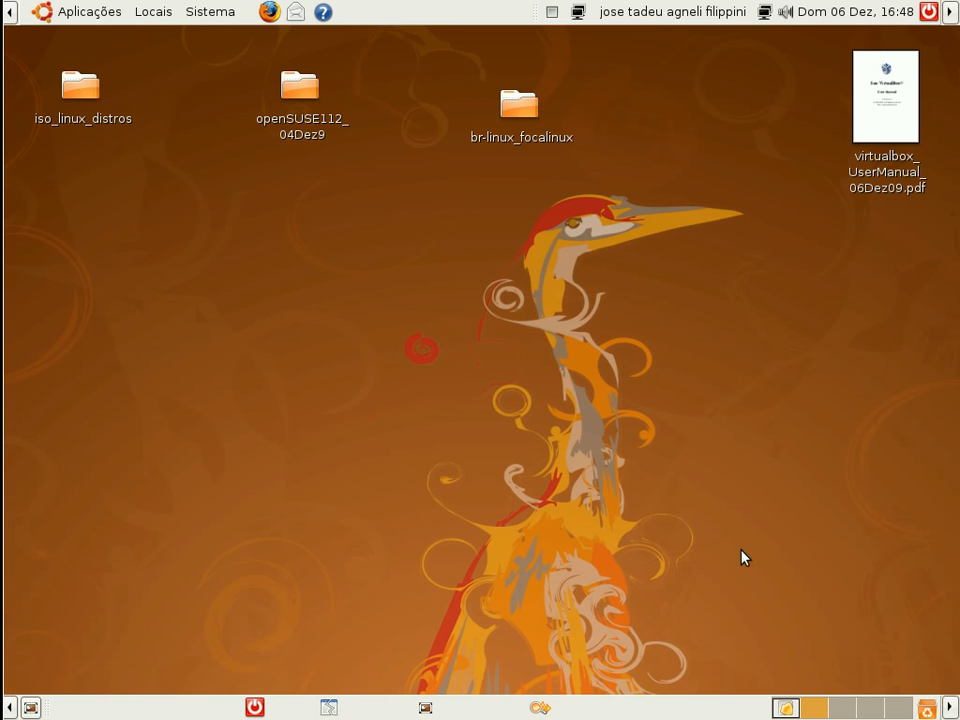 Aplicações Locais Sistema jose tadeu agneli filippini Dom 06 Dez, 16:48
iso_linux_distros
openSUSE112_
04Dez9
br-linux_focalinux
virtualbox_
UserManual_
06Dez09.pdf